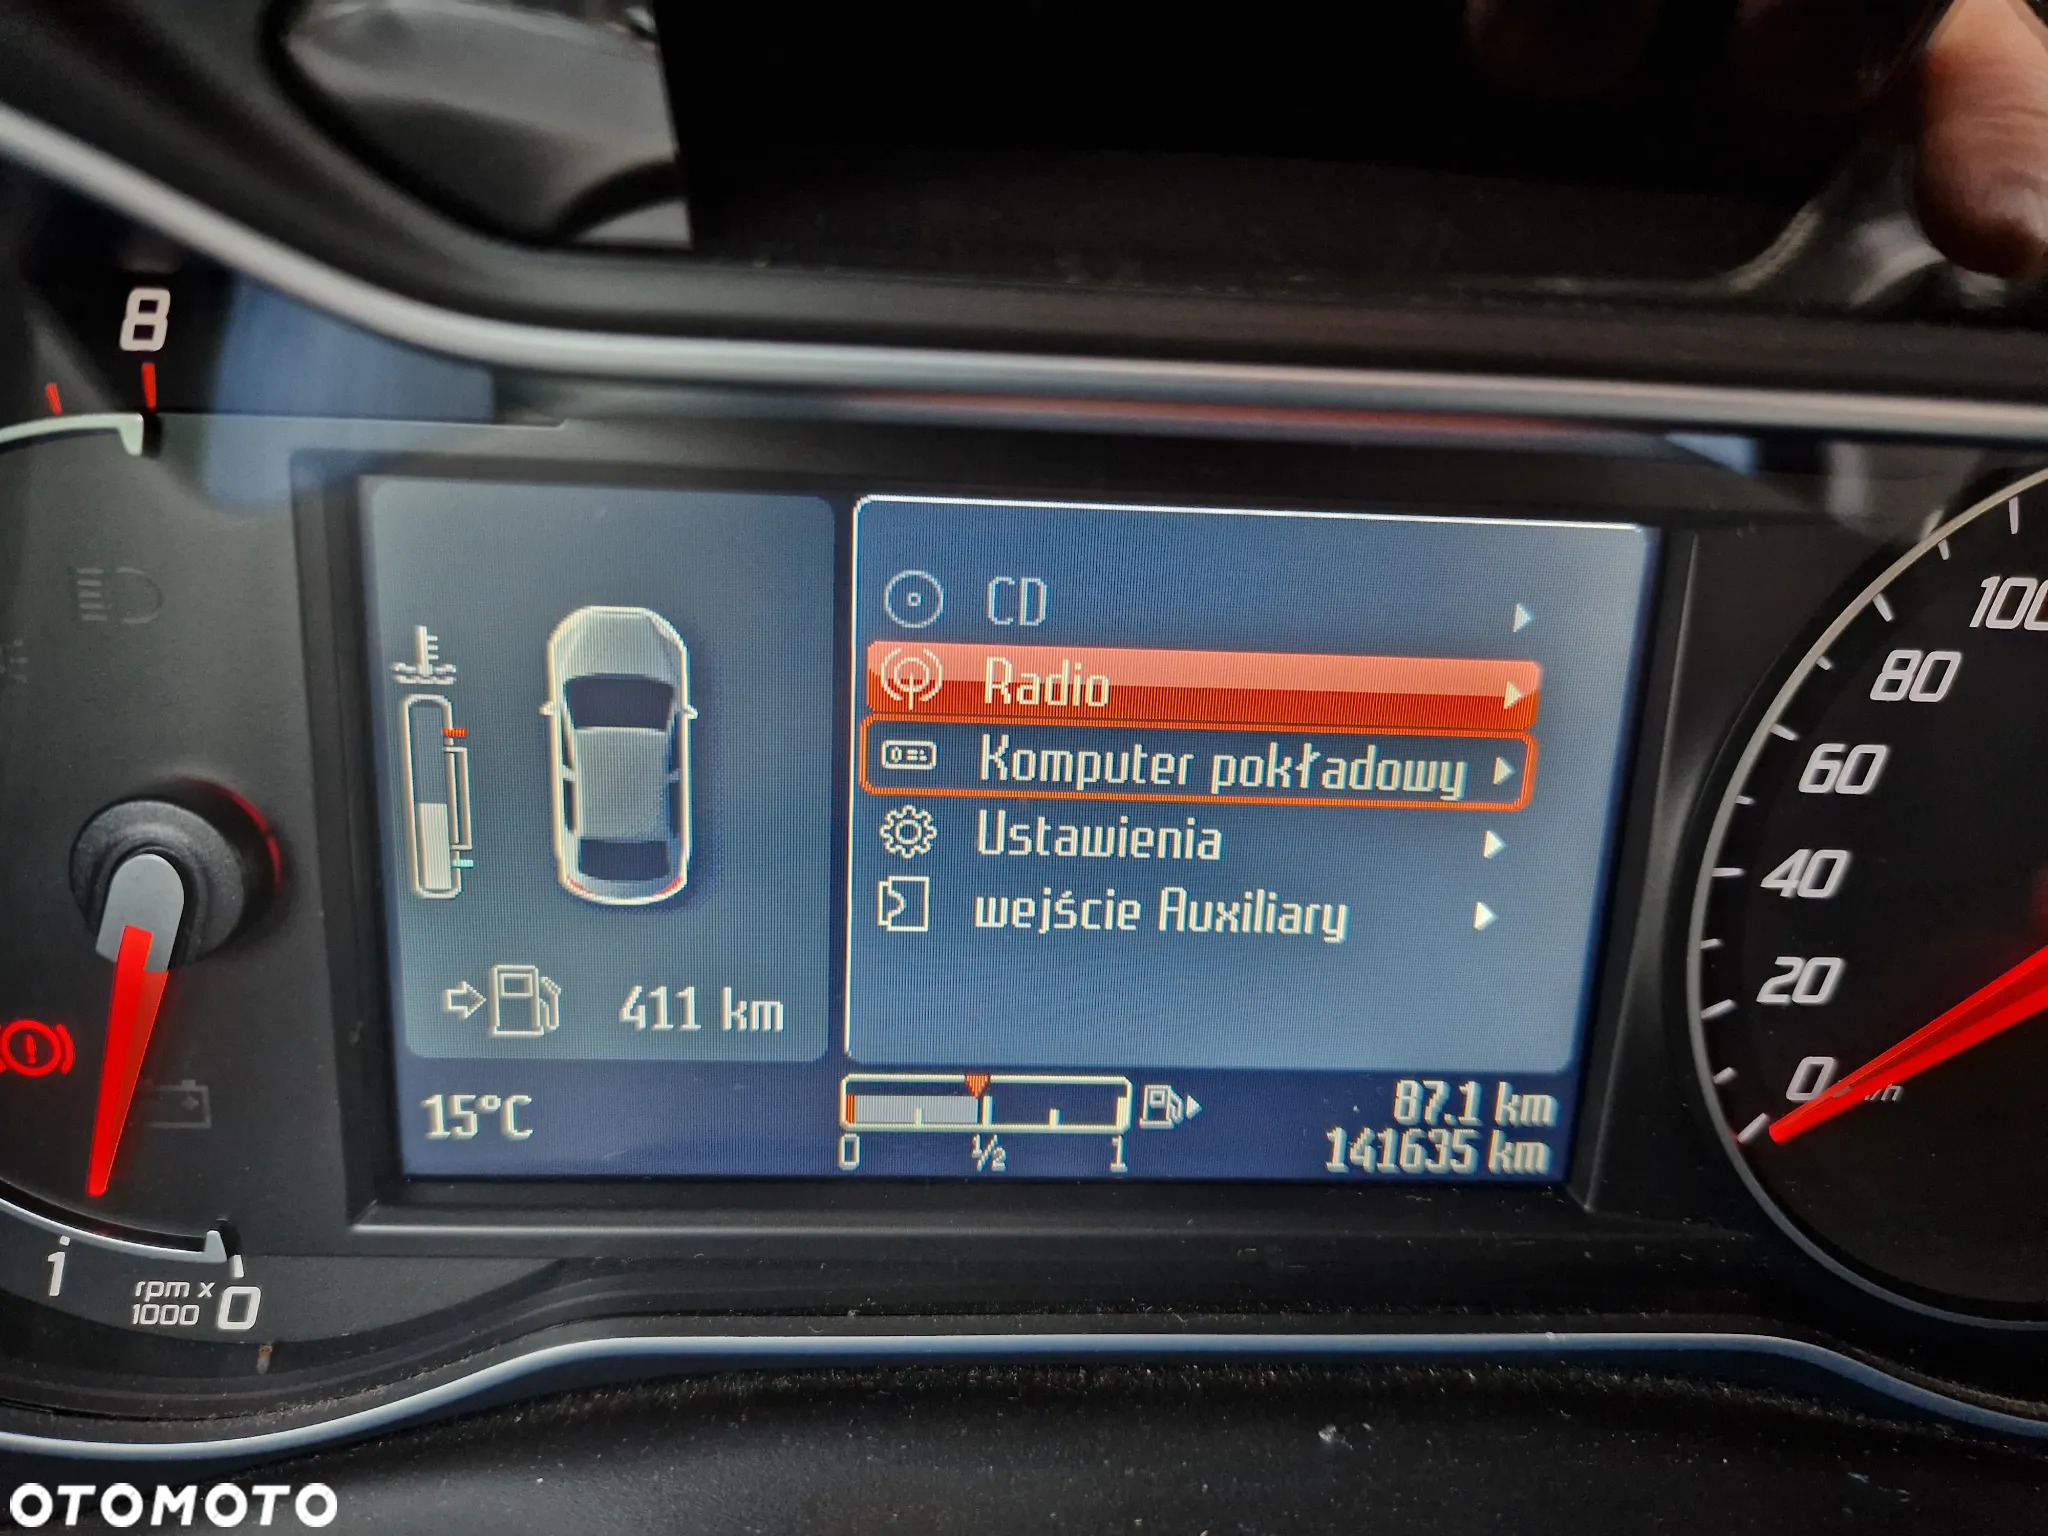 8
CD
Radio
Komputer pokładowy
Ustawienia
wejście Auxiliary
411 km
15°C
0
½
1
87.1 km
141635 km
100
80
60
40
20
0
1
rpm x
1000
0
OTOMOTO